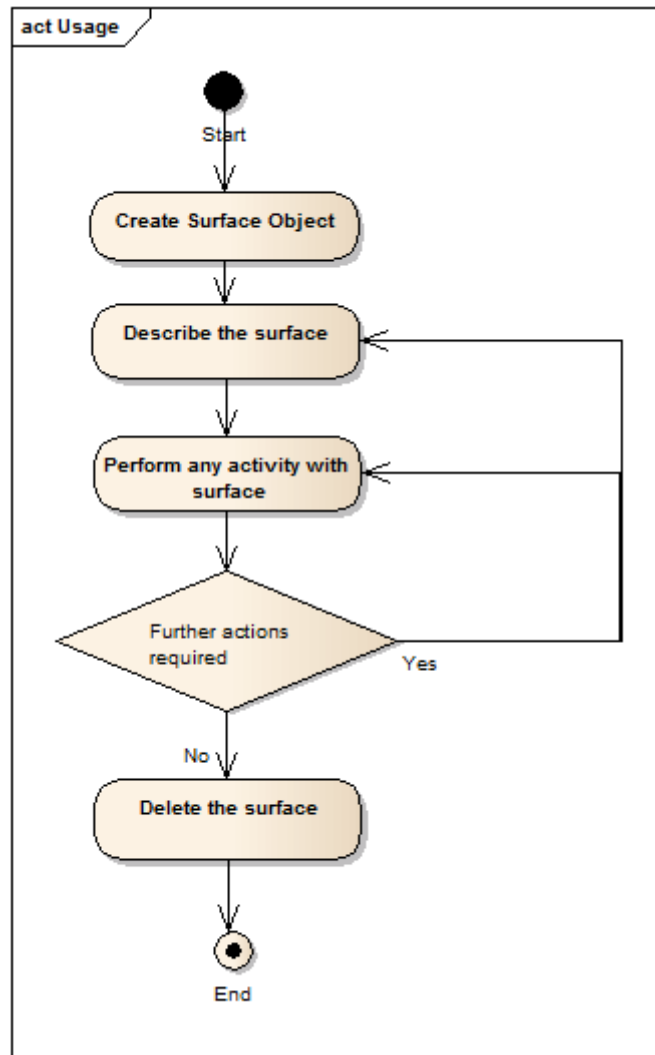 act Usage
Start
Create Surface Object
Describe the surface
Perform any activity with
surface
Further actions
required
Yes
No
Delete the surface
End